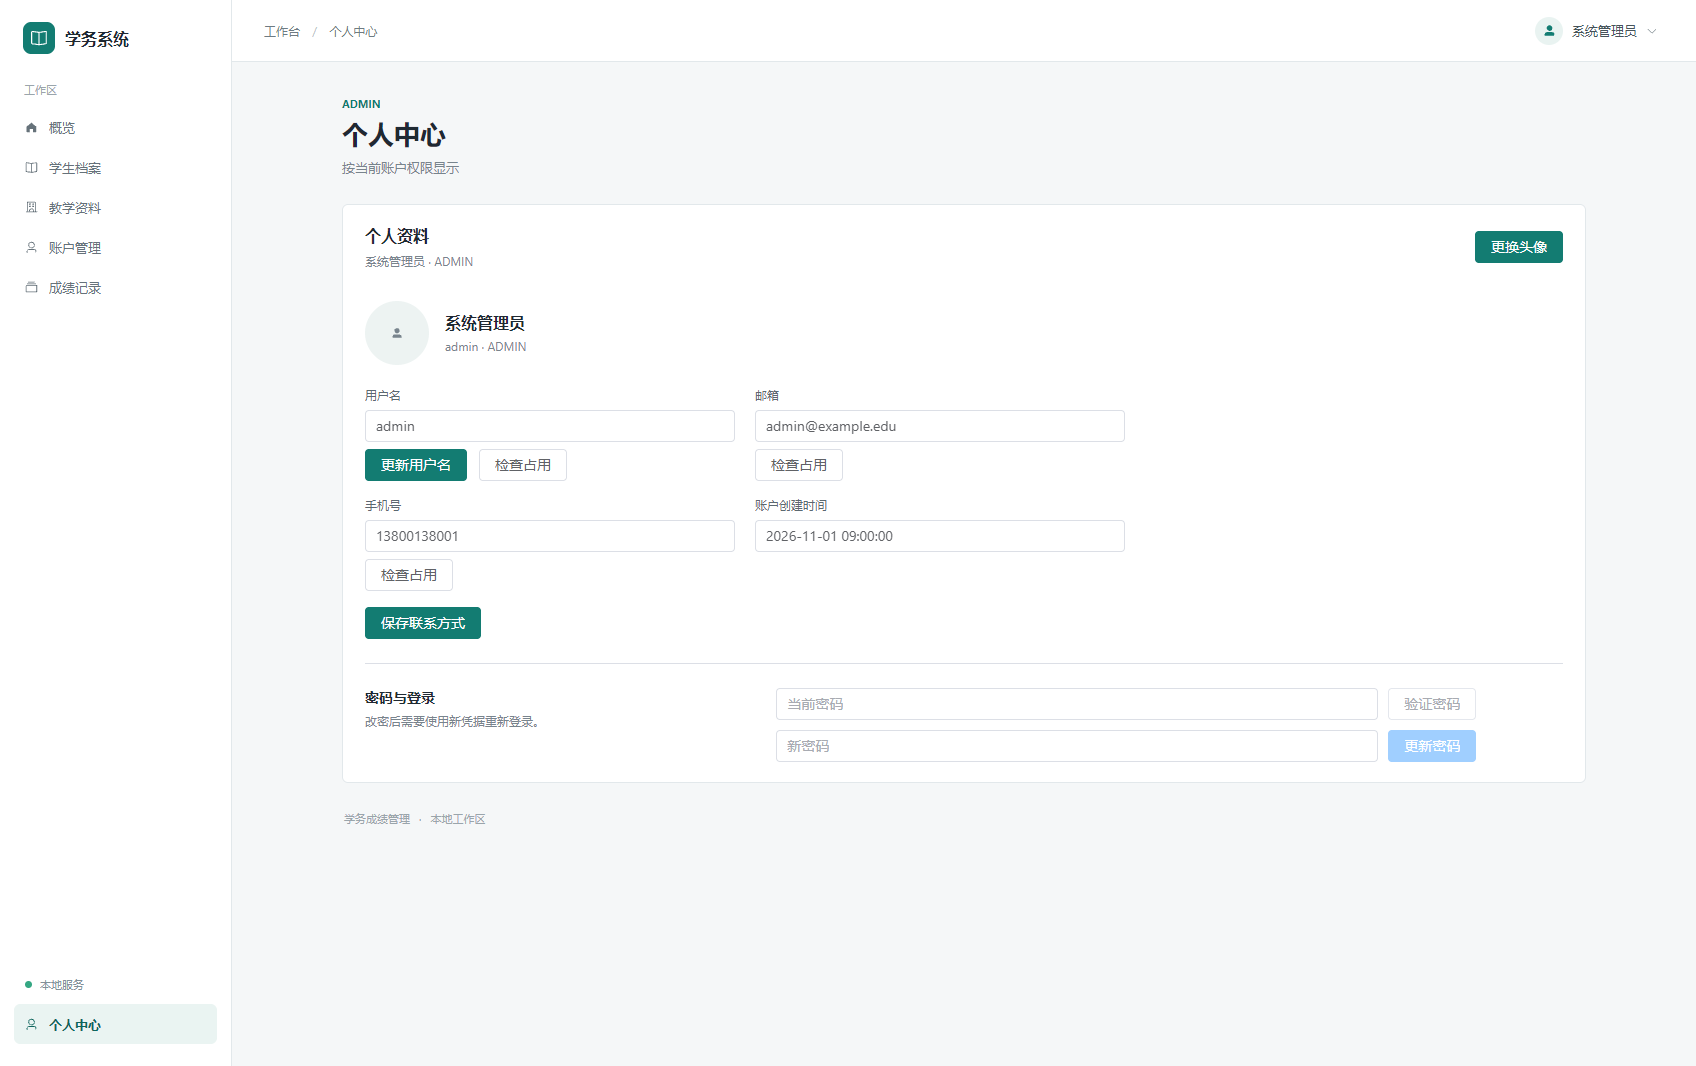 学务系统
工作区
概览
学生档案
教学资料
账户管理
成绩记录
本地服务
个人中心
工作台 / 个人中心
系统管理员
ADMIN
个人中心
按当前账户权限显示
个人资料
系统管理员 · ADMIN
更换头像
系统管理员
admin · ADMIN
用户名
admin
更新用户名 检查占用
邮箱
admin@example.edu
检查占用
手机号
13800138001
检查占用
账户创建时间
2026-11-01 09:00:00
保存联系方式
密码与登录
改密后需要使用新凭据重新登录。
当前密码 验证密码
新密码 更新密码
学务成绩管理 · 本地工作区